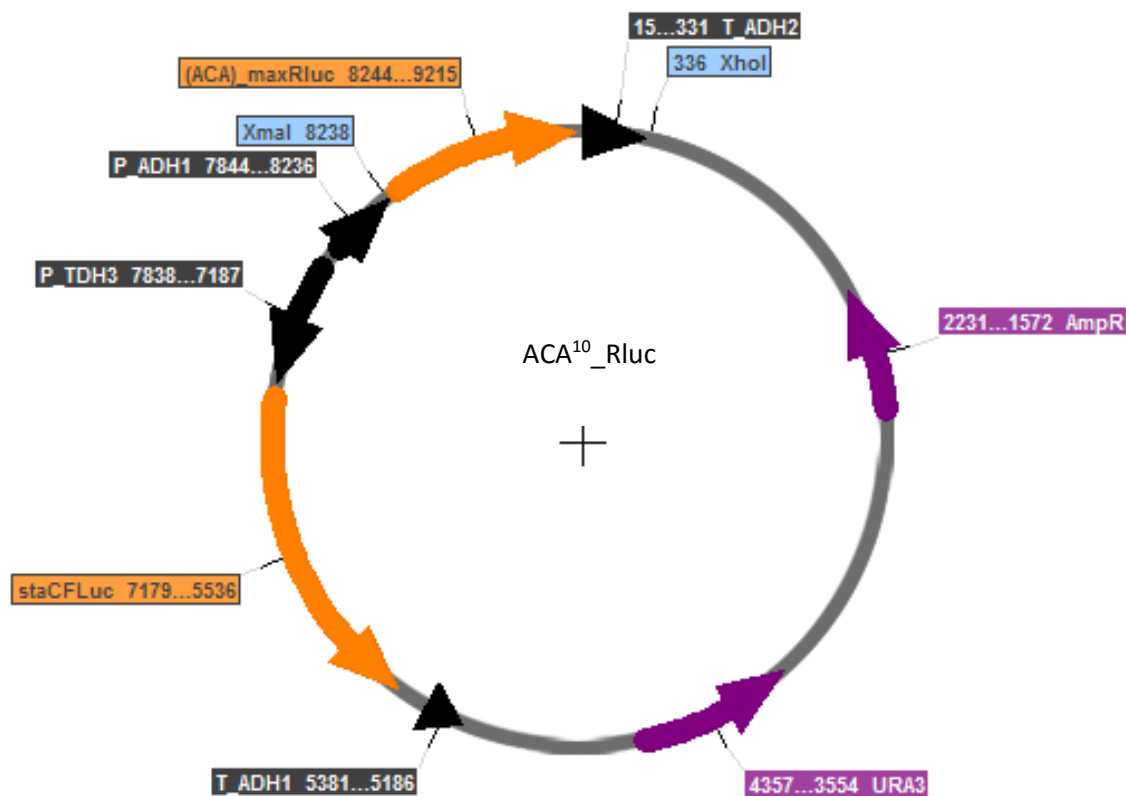 15...331 T_ADH2
336 XhoI
(ACA)_maxRluc 8244...9215
XmaI 8238
P_ADH1 7844...8236
P_TDH3 7838...7187
2231...1572 AmpR
ACA¹⁰_Rluc
staCFLuc 7179...5536
T_ADH1 5381...5186
4357...3554 URA3